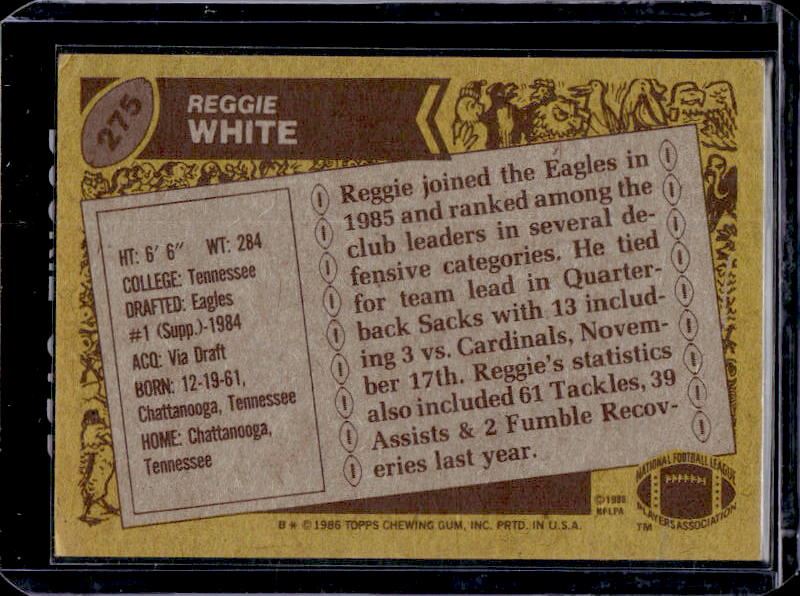 275
REGGIE
WHITE
HT: 6' 6" WT: 284
COLLEGE: Tennessee
DRAFTED: Eagles
#1 (Supp.)-1984
ACQ: Via Draft
BORN: 12-19-61,
Chattanooga, Tennessee
HOME: Chattanooga,
Tennessee
Reggie joined the Eagles in
1985 and ranked among the
club leaders in several de-
fensive categories. He tied
for team lead in Quarter-
back Sacks with 13 includ-
ing 3 vs. Cardinals, Novem-
ber 17th. Reggie's statistics
also included 61 Tackles, 39
Assists & 2 Fumble Recov-
eries last year.
©1986
NFLPA
NATIONAL FOOTBALL LEAGUE
PLAYERS ASSOCIATION
TM
B* © 1986 TOPPS CHEWING GUM, INC. PRTD. IN U.S.A.